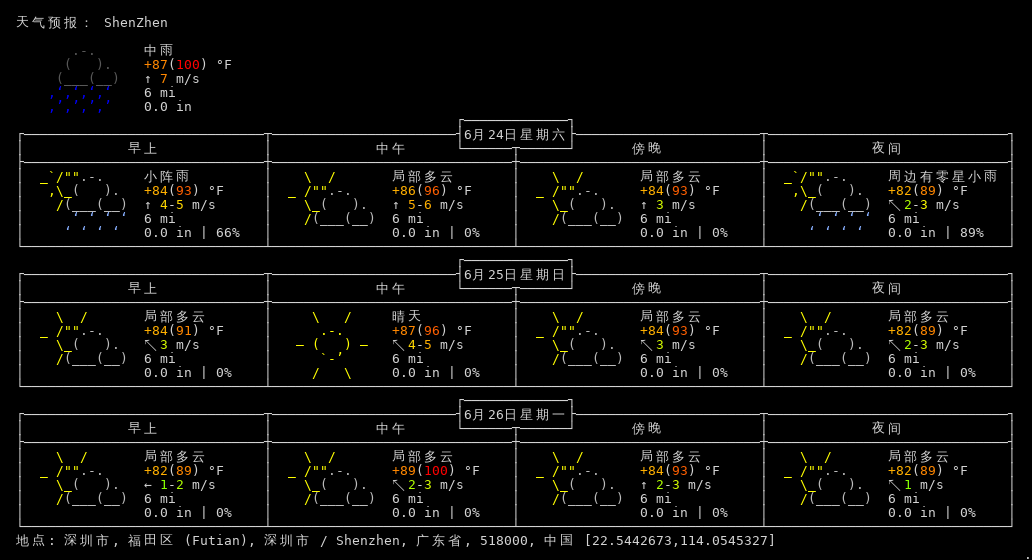 天气预报： ShenZhen
中雨
+87(100) °F
↑ 7 m/s
6 mi
0.0 in
6月24日星期六
早上 中午 傍晚 夜间
小阵雨 局部多云 局部多云 周边有零星小雨
+84(93) °F +86(96) °F +84(93) °F +82(89) °F
↑ 4-5 m/s ↑ 5-6 m/s ↑ 3 m/s ↖ 2-3 m/s
6 mi 6 mi 6 mi 6 mi
0.0 in | 66% 0.0 in | 0% 0.0 in | 0% 0.0 in | 89%
6月25日星期日
早上 中午 傍晚 夜间
局部多云 晴天 局部多云 局部多云
+84(91) °F +87(96) °F +84(93) °F +82(89) °F
↖ 3 m/s ↖ 4-5 m/s ↖ 3 m/s ↖ 2-3 m/s
6 mi 6 mi 6 mi 6 mi
0.0 in | 0% 0.0 in | 0% 0.0 in | 0% 0.0 in | 0%
6月26日星期一
早上 中午 傍晚 夜间
局部多云 局部多云 局部多云 局部多云
+82(89) °F +89(100) °F +84(93) °F +82(89) °F
← 1-2 m/s ↖ 2-3 m/s ↑ 2-3 m/s ↖ 1 m/s
6 mi 6 mi 6 mi 6 mi
0.0 in | 0% 0.0 in | 0% 0.0 in | 0% 0.0 in | 0%
地点: 深圳市, 福田区 (Futian), 深圳市 / Shenzhen, 广东省, 518000, 中国 [22.5442673,114.0545327]